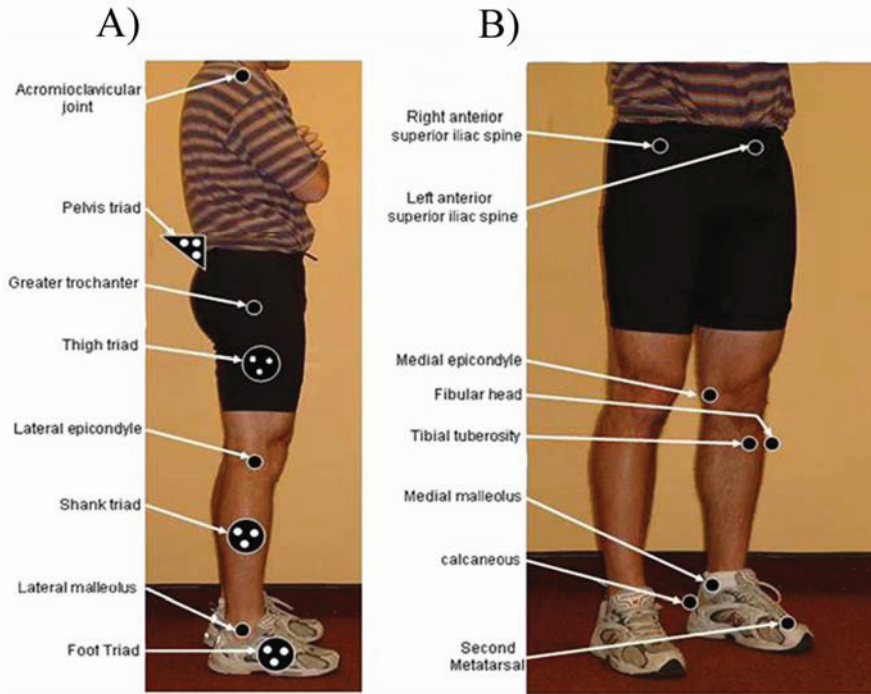 A)
Acromioclavicular
joint
Pelvis triad
Greater trochanter
Thigh triad
Lateral epicondyle
Shank triad
Lateral malleolus
Foot Triad
B)
Right anterior
superior iliac spine
Left anterior
superior iliac spine
Medial epicondyle
Fibular head
Tibial tuberosity
Medial malleolus
calcaneous
Second
Metatarsal